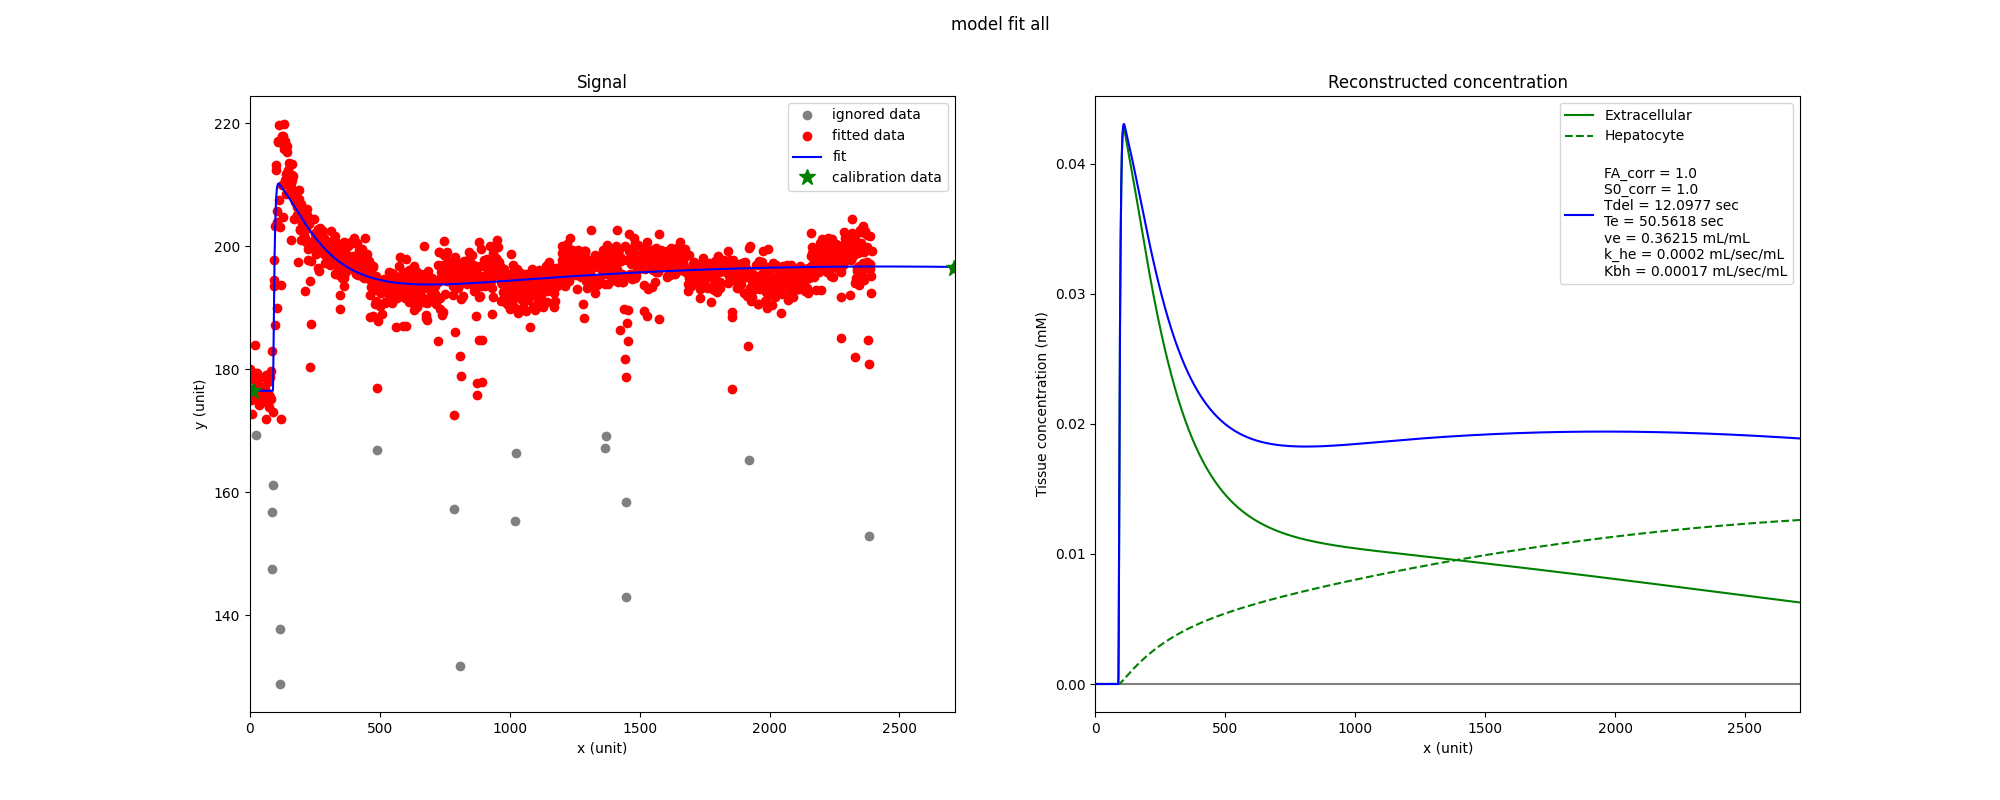 model fit all
Signal
ignored data
fitted data
fit
calibration data
y (unit)
220
200
180
160
140
0
500
1000
1500
2000
2500
x (unit)
Reconstructed concentration
Extracellular
Hepatocyte
FA_corr = 1.0
S0_corr = 1.0
Tdel = 12.0977 sec
Te = 50.5618 sec
ve = 0.36215 mL/mL
k_he = 0.0002 mL/sec/mL
Kbh = 0.00017 mL/sec/mL
Tissue concentration (mM)
0.04
0.03
0.02
0.01
0.00
0
500
1000
1500
2000
2500
x (unit)